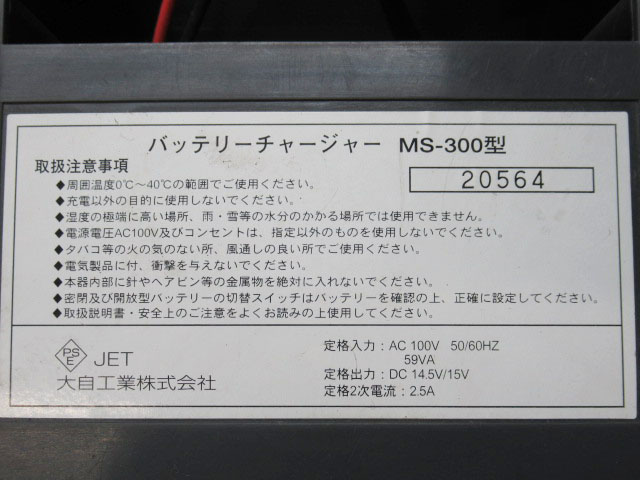 バッテリーチャージャー MS-300型
取扱注意事項
20564
◆周囲温度0℃〜40℃の範囲でご使用ください。
◆充電以外の目的に使用しないでください。
◆湿度の極端に高い場所、雨・雪等の水分のかかる場所では使用できません。
◆電源電圧AC100V及びコンセントは、指定以外のものを使用しないでください。
◆タバコ等の火の気のない所、風通しの良い所でご使用ください。
◆電気製品に付、衝撃を与えないでください。
◆本器内部に針やヘアピン等の金属物を絶対に入れないでください。
◆密閉及び開放型バッテリーの切替スイッチはバッテリーを確認の上、正確に設定してください。
◆取扱説明書・安全上のご注意をよくお読みの上使用してください。
PS
E
JET
大自工業株式会社
定格入力：AC 100V 50/60HZ
59VA
定格出力：DC 14.5V/15V
定格2次電流：2.5A